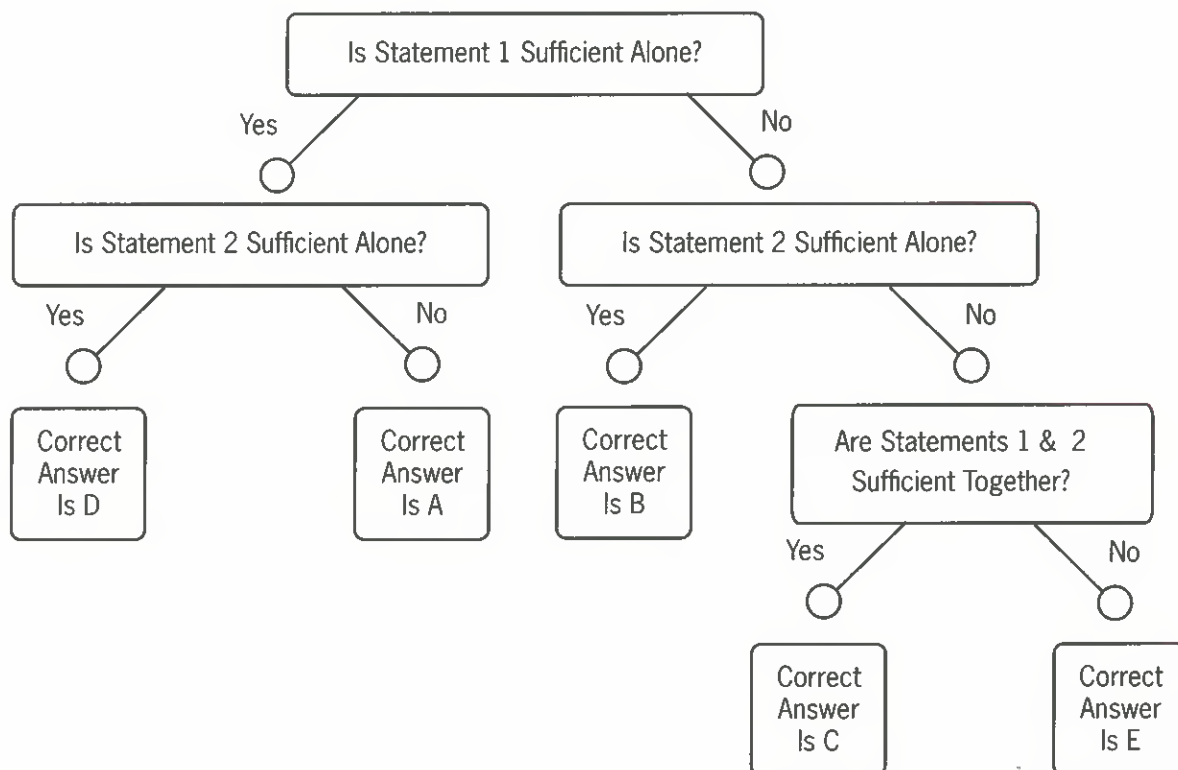 Is Statement 1 Sufficient Alone?
Yes
No
Is Statement 2 Sufficient Alone?
Is Statement 2 Sufficient Alone?
Yes
No
Yes
No
Correct
Answer
Is D
Correct
Answer
Is A
Correct
Answer
Is B
Are Statements 1 & 2
Sufficient Together?
Yes
No
Correct
Answer
Is C
Correct
Answer
Is E